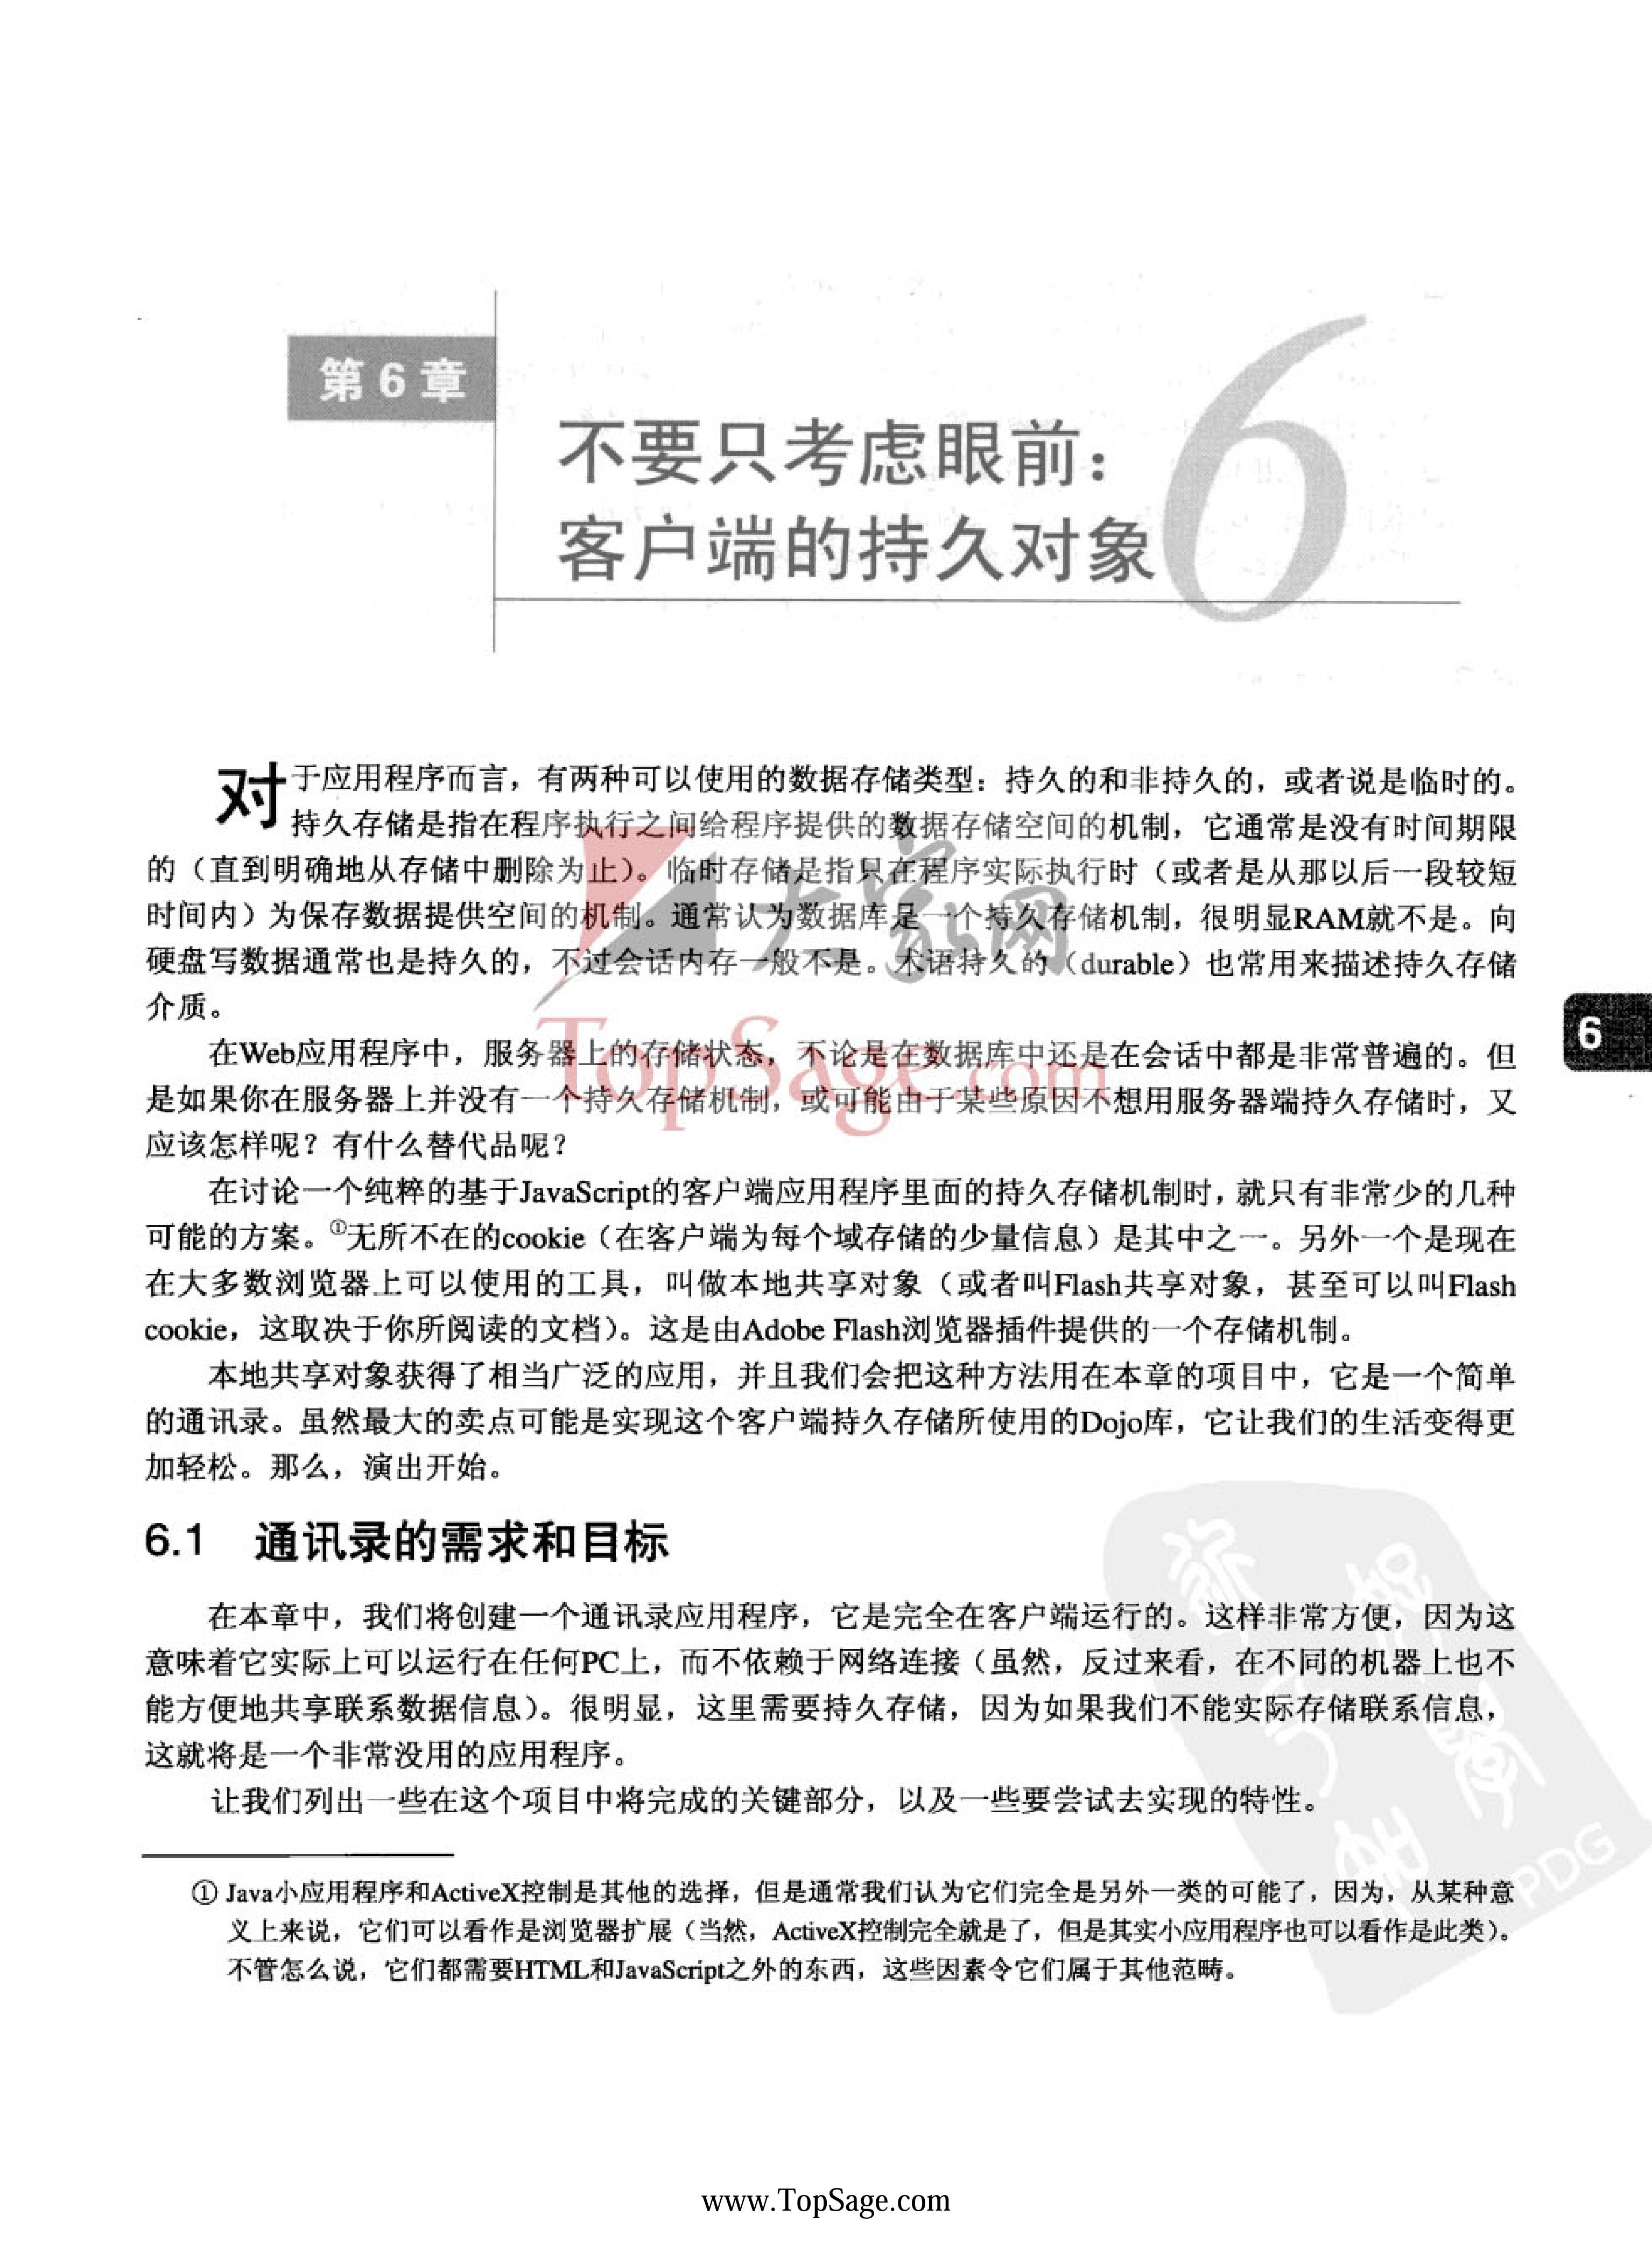 第6章
6
不要只考虑眼前：
客户端的持久对象
对于应用程序而言，有两种可以使用的数据存储类型：持久的和非持久的，或者说是临时的。
持久存储是指在程序执行之间给程序提供的数据存储空间的机制，它通常是没有时间期限
的（直到明确地从存储中删除为止）。临时存储是指只在程序实际执行时（或者是从那以后一段较短
时间内）为保存数据提供空间的机制。通常认为数据库是一个持久存储机制，很明显RAM就不是。向
硬盘写数据通常也是持久的，不过会话内存一般不是。术语持久的（durable）也常用来描述持久存储
介质。
在Web应用程序中，服务器上的存储状态，不论是在数据库中还是在会话中都是非常普遍的。但
是如果你在服务器上并没有一个持久存储机制，或可能由于某些原因不想用服务器端持久存储时，又
应该怎样呢？有什么替代品呢？
在讨论一个纯粹的基于JavaScript的客户端应用程序里面的持久存储机制时，就只有非常少的几种
可能的方案。①无所不在的cookie（在客户端为每个域存储的少量信息）是其中之一。另外一个是现在
在大多数浏览器上可以使用的工具，叫做本地共享对象（或者叫Flash共享对象，甚至可以叫Flash
cookie，这取决于你所阅读的文档）。这是由Adobe Flash浏览器插件提供的一个存储机制。
本地共享对象获得了相当广泛的应用，并且我们会把这种方法用在本章的项目中，它是一个简单
的通讯录。虽然最大的卖点可能是实现这个客户端持久存储所使用的Dojo库，它让我们的生活变得更
加轻松。那么，演出开始。
大家网
TopSage.com
6
6.1 通讯录的需求和目标
在本章中，我们将创建一个通讯录应用程序，它是完全在客户端运行的。这样非常方便，因为这
意味着它实际上可以运行在任何PC上，而不依赖于网络连接（虽然，反过来看，在不同的机器上也不
能方便地共享联系数据信息）。很明显，这里需要持久存储，因为如果我们不能实际存储联系信息，
这就将是一个非常没用的应用程序。
让我们列出一些在这个项目中将完成的关键部分，以及一些要尝试去实现的特性。
① Java小应用程序和ActiveX控制是其他的选择，但是通常我们认为它们完全是另外一类的可能了，因为，从某种意
义上来说，它们可以看作是浏览器扩展（当然，ActiveX控制完全就是了，但是其实小应用程序也可以看作是此类）。
不管怎么说，它们都需要HTML和JavaScript之外的东西，这些因素令它们属于其他范畴。
PDG
www.TopSage.com